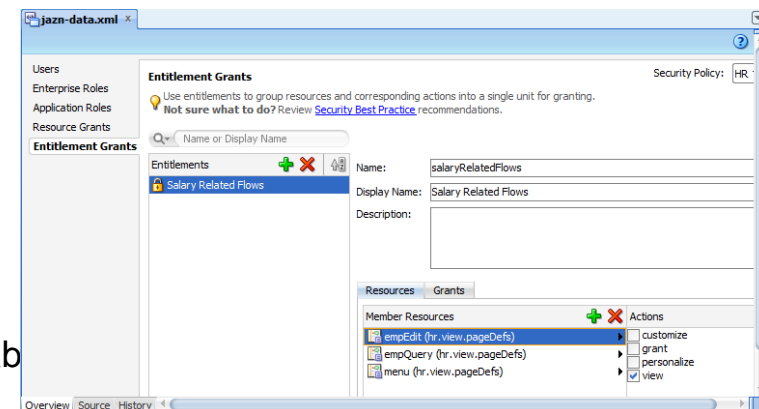 jazn-data.xml
Users
Enterprise Roles
Application Roles
Resource Grants
Entitlement Grants
Entitlement Grants
Security Policy: HR
Use entitlements to group resources and corresponding actions into a single unit for granting.
Not sure what to do? Review Security Best Practice recommendations.
Name or Display Name
Entitlements
Salary Related Flows
Name: salaryRelatedFlows
Display Name: Salary Related Flows
Description:
Resources Grants
Member Resources
empEdit (hr.view.pageDefs)
empQuery (hr.view.pageDefs)
menu (hr.view.pageDefs)
Actions
customize
grant
personalize
view
Overview Source History